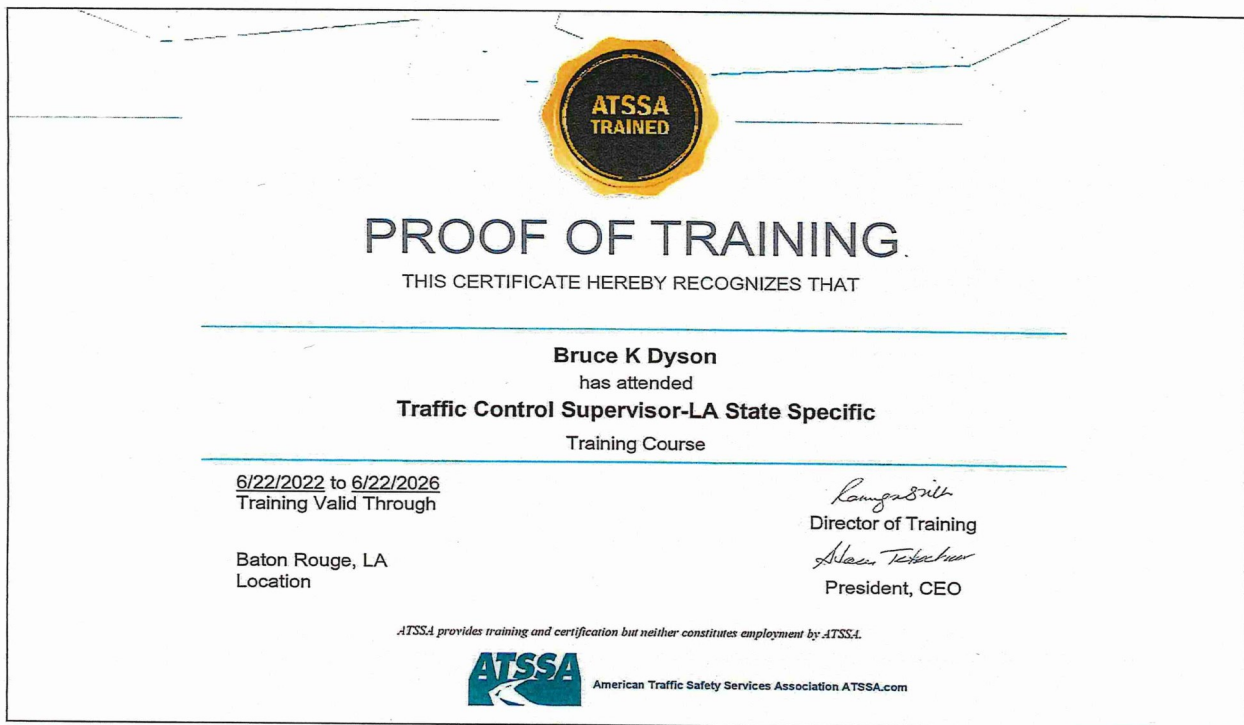 ATSSA
TRAINED
PROOF OF TRAINING
THIS CERTIFICATE HEREBY RECOGNIZES THAT
Bruce K Dyson
has attended
Traffic Control Supervisor-LA State Specific
Training Course
6/22/2022 to 6/22/2026
Training Valid Through
Baton Rouge, LA
Location
Director of Training
President, CEO
ATSSA provides training and certification but neither constitutes employment by ATSSA.
ATSSA
American Traffic Safety Services Association ATSSA.com